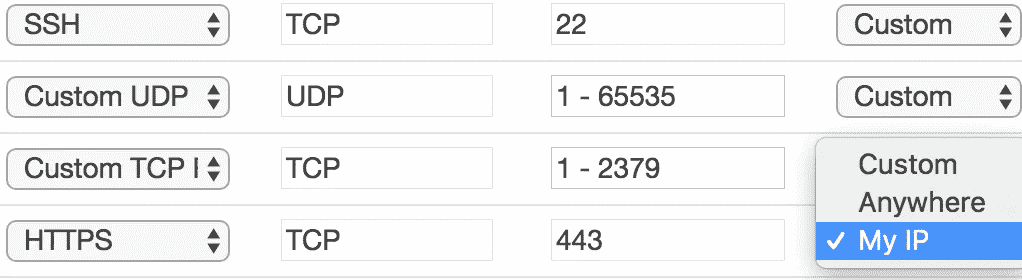 SSH TCP 22 Custom
Custom UDP UDP 1 - 65535 Custom
Custom TCP TCP 1 - 2379 Custom
Anywhere
HTTPS TCP 443 My IP